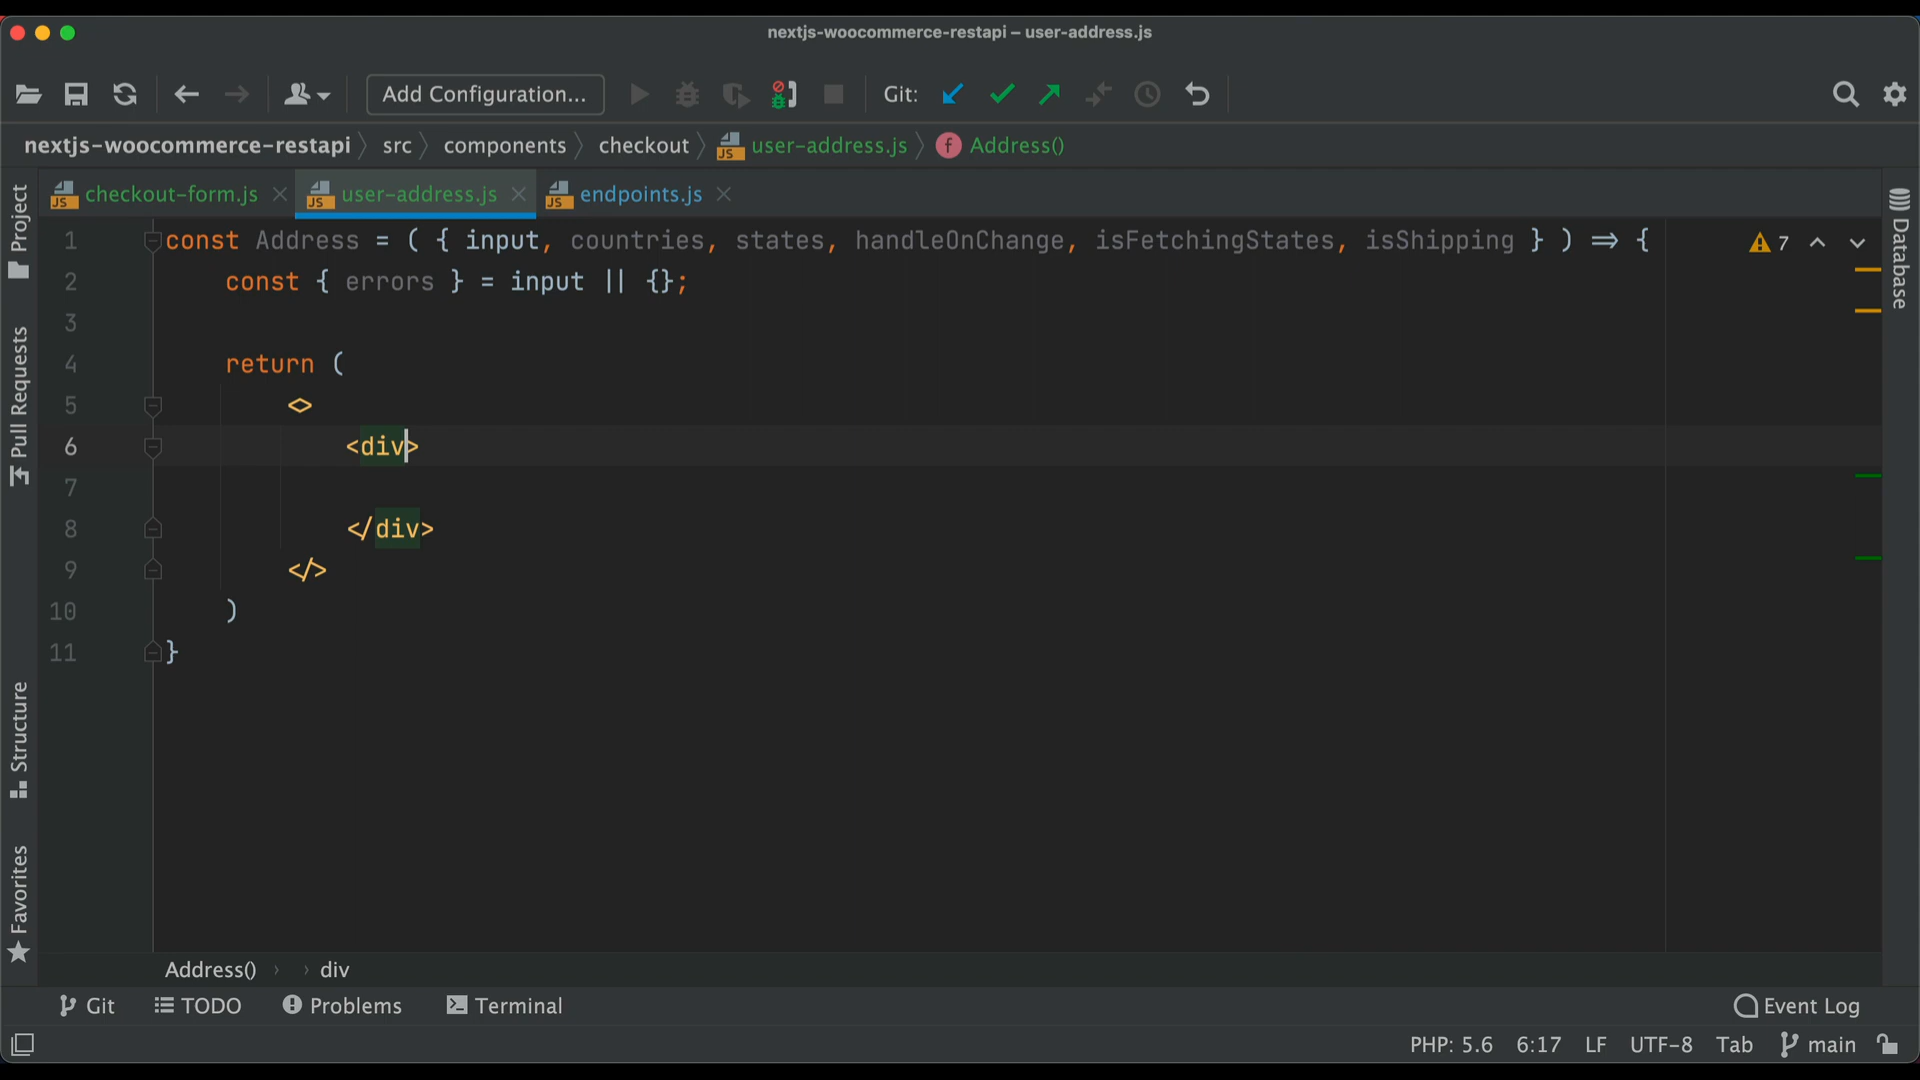 nextjs-woocommerce-restapi – user-address.js
Add Configuration... Git:
nextjs-woocommerce-restapi src components checkout JS user-address.js f Address()
JS checkout-form.js JS user-address.js JS endpoints.js
Project
Pull Requests
Structure
Favorites
Database
1 const Address = ( { input, countries, states, handleOnChange, isFetchingStates, isShipping } ) => { 7
2 const { errors } = input || {};
3
4 return (
5 <>
6 <div>
7
8 </div>
9 </>
10 )
11 }
Address() › › div
Git TODO Problems Terminal Event Log
PHP: 5.6 6:17 LF UTF-8 Tab main